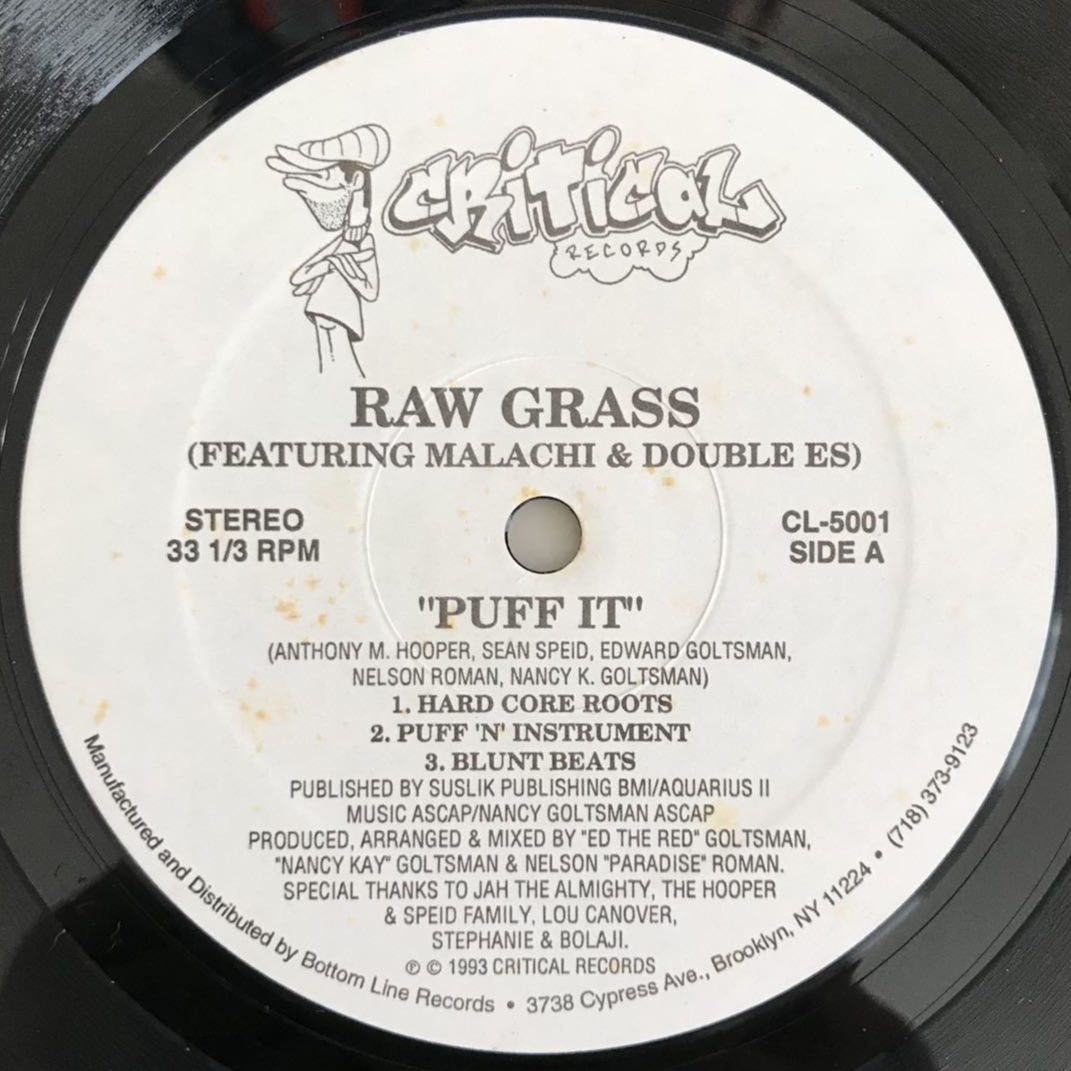 CRITICAL
RECORDS
RAW GRASS
(FEATURING MALACHI & DOUBLE ES)
STEREO
33 1/3 RPM
CL-5001
SIDE A
"PUFF IT"
(ANTHONY M. HOOPER, SEAN SPEID, EDWARD GOLTSMAN,
NELSON ROMAN, NANCY K. GOLTSMAN)
1. HARD CORE ROOTS
2. PUFF 'N' INSTRUMENT
3. BLUNT BEATS
PUBLISHED BY SUSLIK PUBLISHING BMI/AQUARIUS II
MUSIC ASCAP/NANCY GOLTSMAN ASCAP
PRODUCED, ARRANGED & MIXED BY "ED THE RED" GOLTSMAN,
"NANCY KAY" GOLTSMAN & NELSON "PARADISE" ROMAN.
SPECIAL THANKS TO JAH THE ALMIGHTY, THE HOOPER
& SPEID FAMILY, LOU CANOVER,
STEPHANIE & BOLAJI.
℗ © 1993 CRITICAL RECORDS
Manufactured and Distributed by Bottom Line Records • 3738 Cypress Ave., Brooklyn, NY 11224 • (718) 373-9123